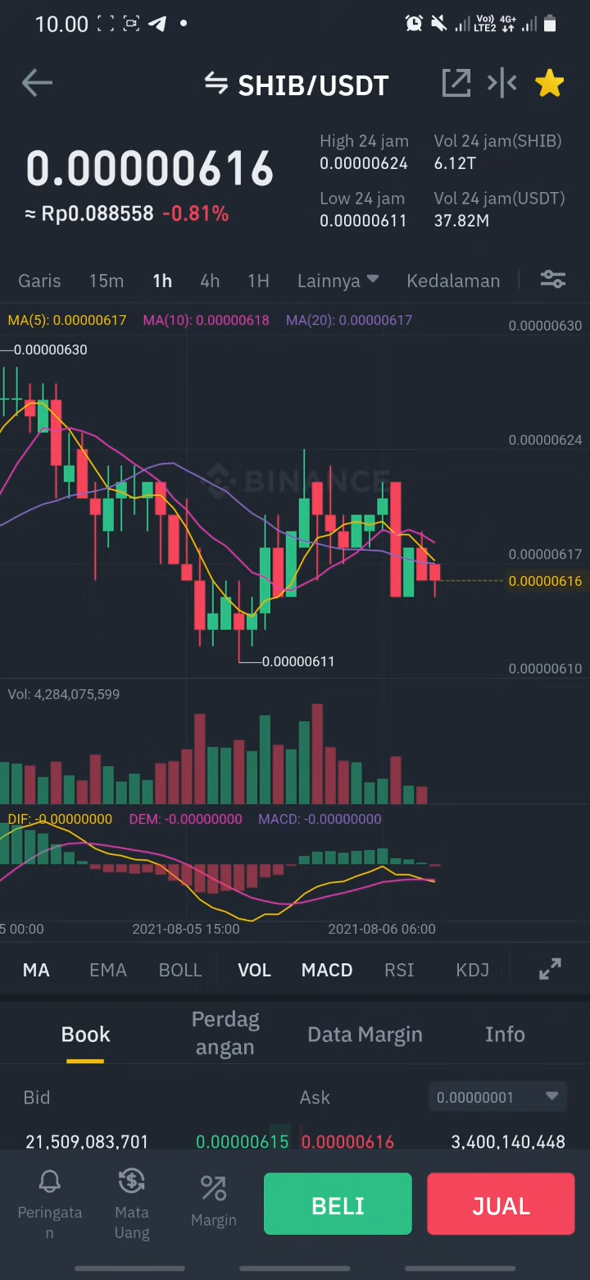 10.00 Vo)) 4G+
LTE2
SHIB/USDT
0.00000616
≈ Rp0.088558 -0.81%
High 24 jam Vol 24 jam(SHIB)
0.00000624 6.12T
Low 24 jam Vol 24 jam(USDT)
0.00000611 37.82M
Garis 15m 1h 4h 1H Lainnya Kedalaman
MA(5): 0.00000617 MA(10): 0.00000618 MA(20): 0.00000617
0.00000630
0.00000630
0.00000624
BINANCE
0.00000617
0.00000616
0.00000611
0.00000610
Vol: 4,284,075,599
DIF: -0.00000000 DEM: -0.00000000 MACD: -0.00000000
5 00:00 2021-08-05 15:00 2021-08-06 06:00
MA EMA BOLL VOL MACD RSI KDJ
Book Perdag
angan Data Margin Info
Bid Ask 0.00000001
21,509,083,701 0.00000615 0.00000616 3,400,140,448
Peringata
n
Mata
Uang
Margin
BELI
JUAL